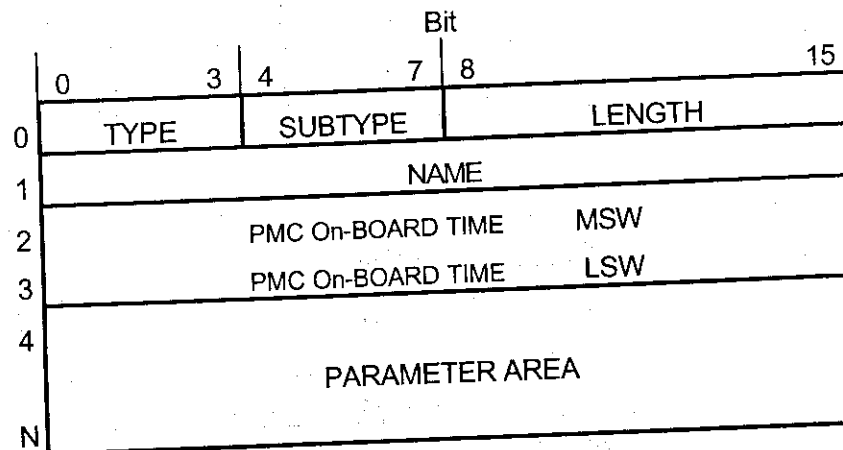 Bit
0 3 4 7 8 15
0 TYPE SUBTYPE LENGTH
1 NAME
2 PMC On-BOARD TIME MSW
3 PMC On-BOARD TIME LSW
4
PARAMETER AREA
N